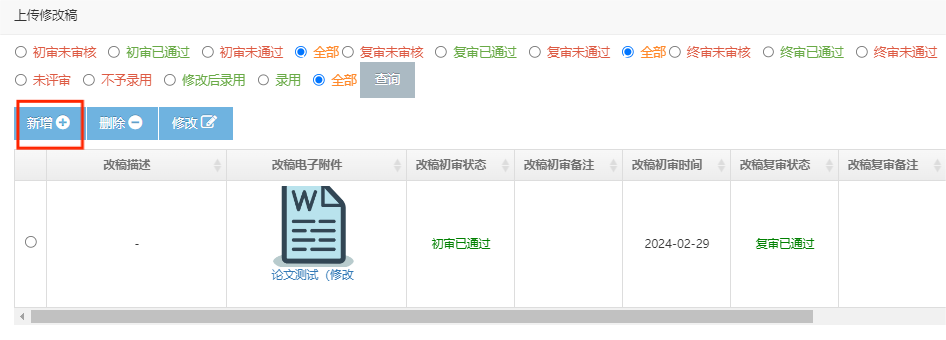 上传修改稿
初审未审核 初审已通过 初审未通过 全部 复审未审核 复审已通过 复审未通过 全部 终审未审核 终审已通过 终审未通过
未评审 不予录用 修改后录用 录用 全部 查询
新增 删除 修改
改稿描述 改稿电子附件 改稿初审状态 改稿初审备注 改稿初审时间 改稿复审状态 改稿复审备注
W
- 初审已通过 2024-02-29 复审已通过
论文测试（修改